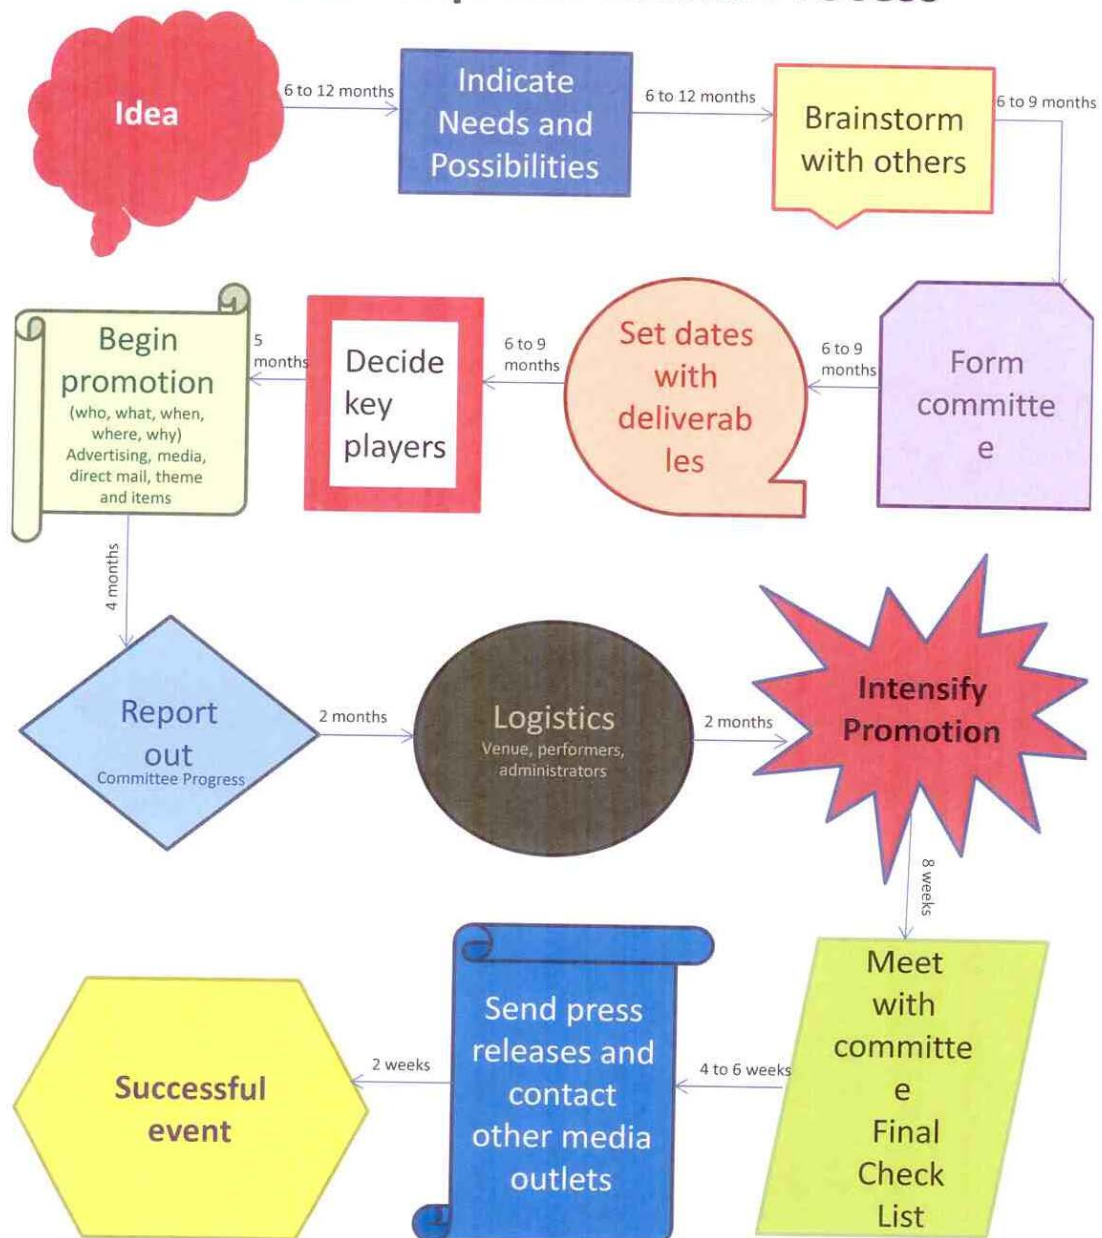 Idea
6 to 12 months
Indicate
Needs and
Possibilities
6 to 12 months
Brainstorm
with others
6 to 9 months
Form
committe
e
6 to 9
months
Set dates
with
deliverab
les
6 to 9
months
Decide
key
players
5
months
Begin
promotion
(who, what, when,
where, why)
Advertising, media,
direct mail, theme
and items
4 months
Report
out
Committee Progress
2 months
Logistics
Venue, performers,
administrators
2 months
Intensify
Promotion
8 weeks
Meet
with
committe
e
Final
Check
List
4 to 6 weeks
Send press
releases and
contact
other media
outlets
2 weeks
Successful
event